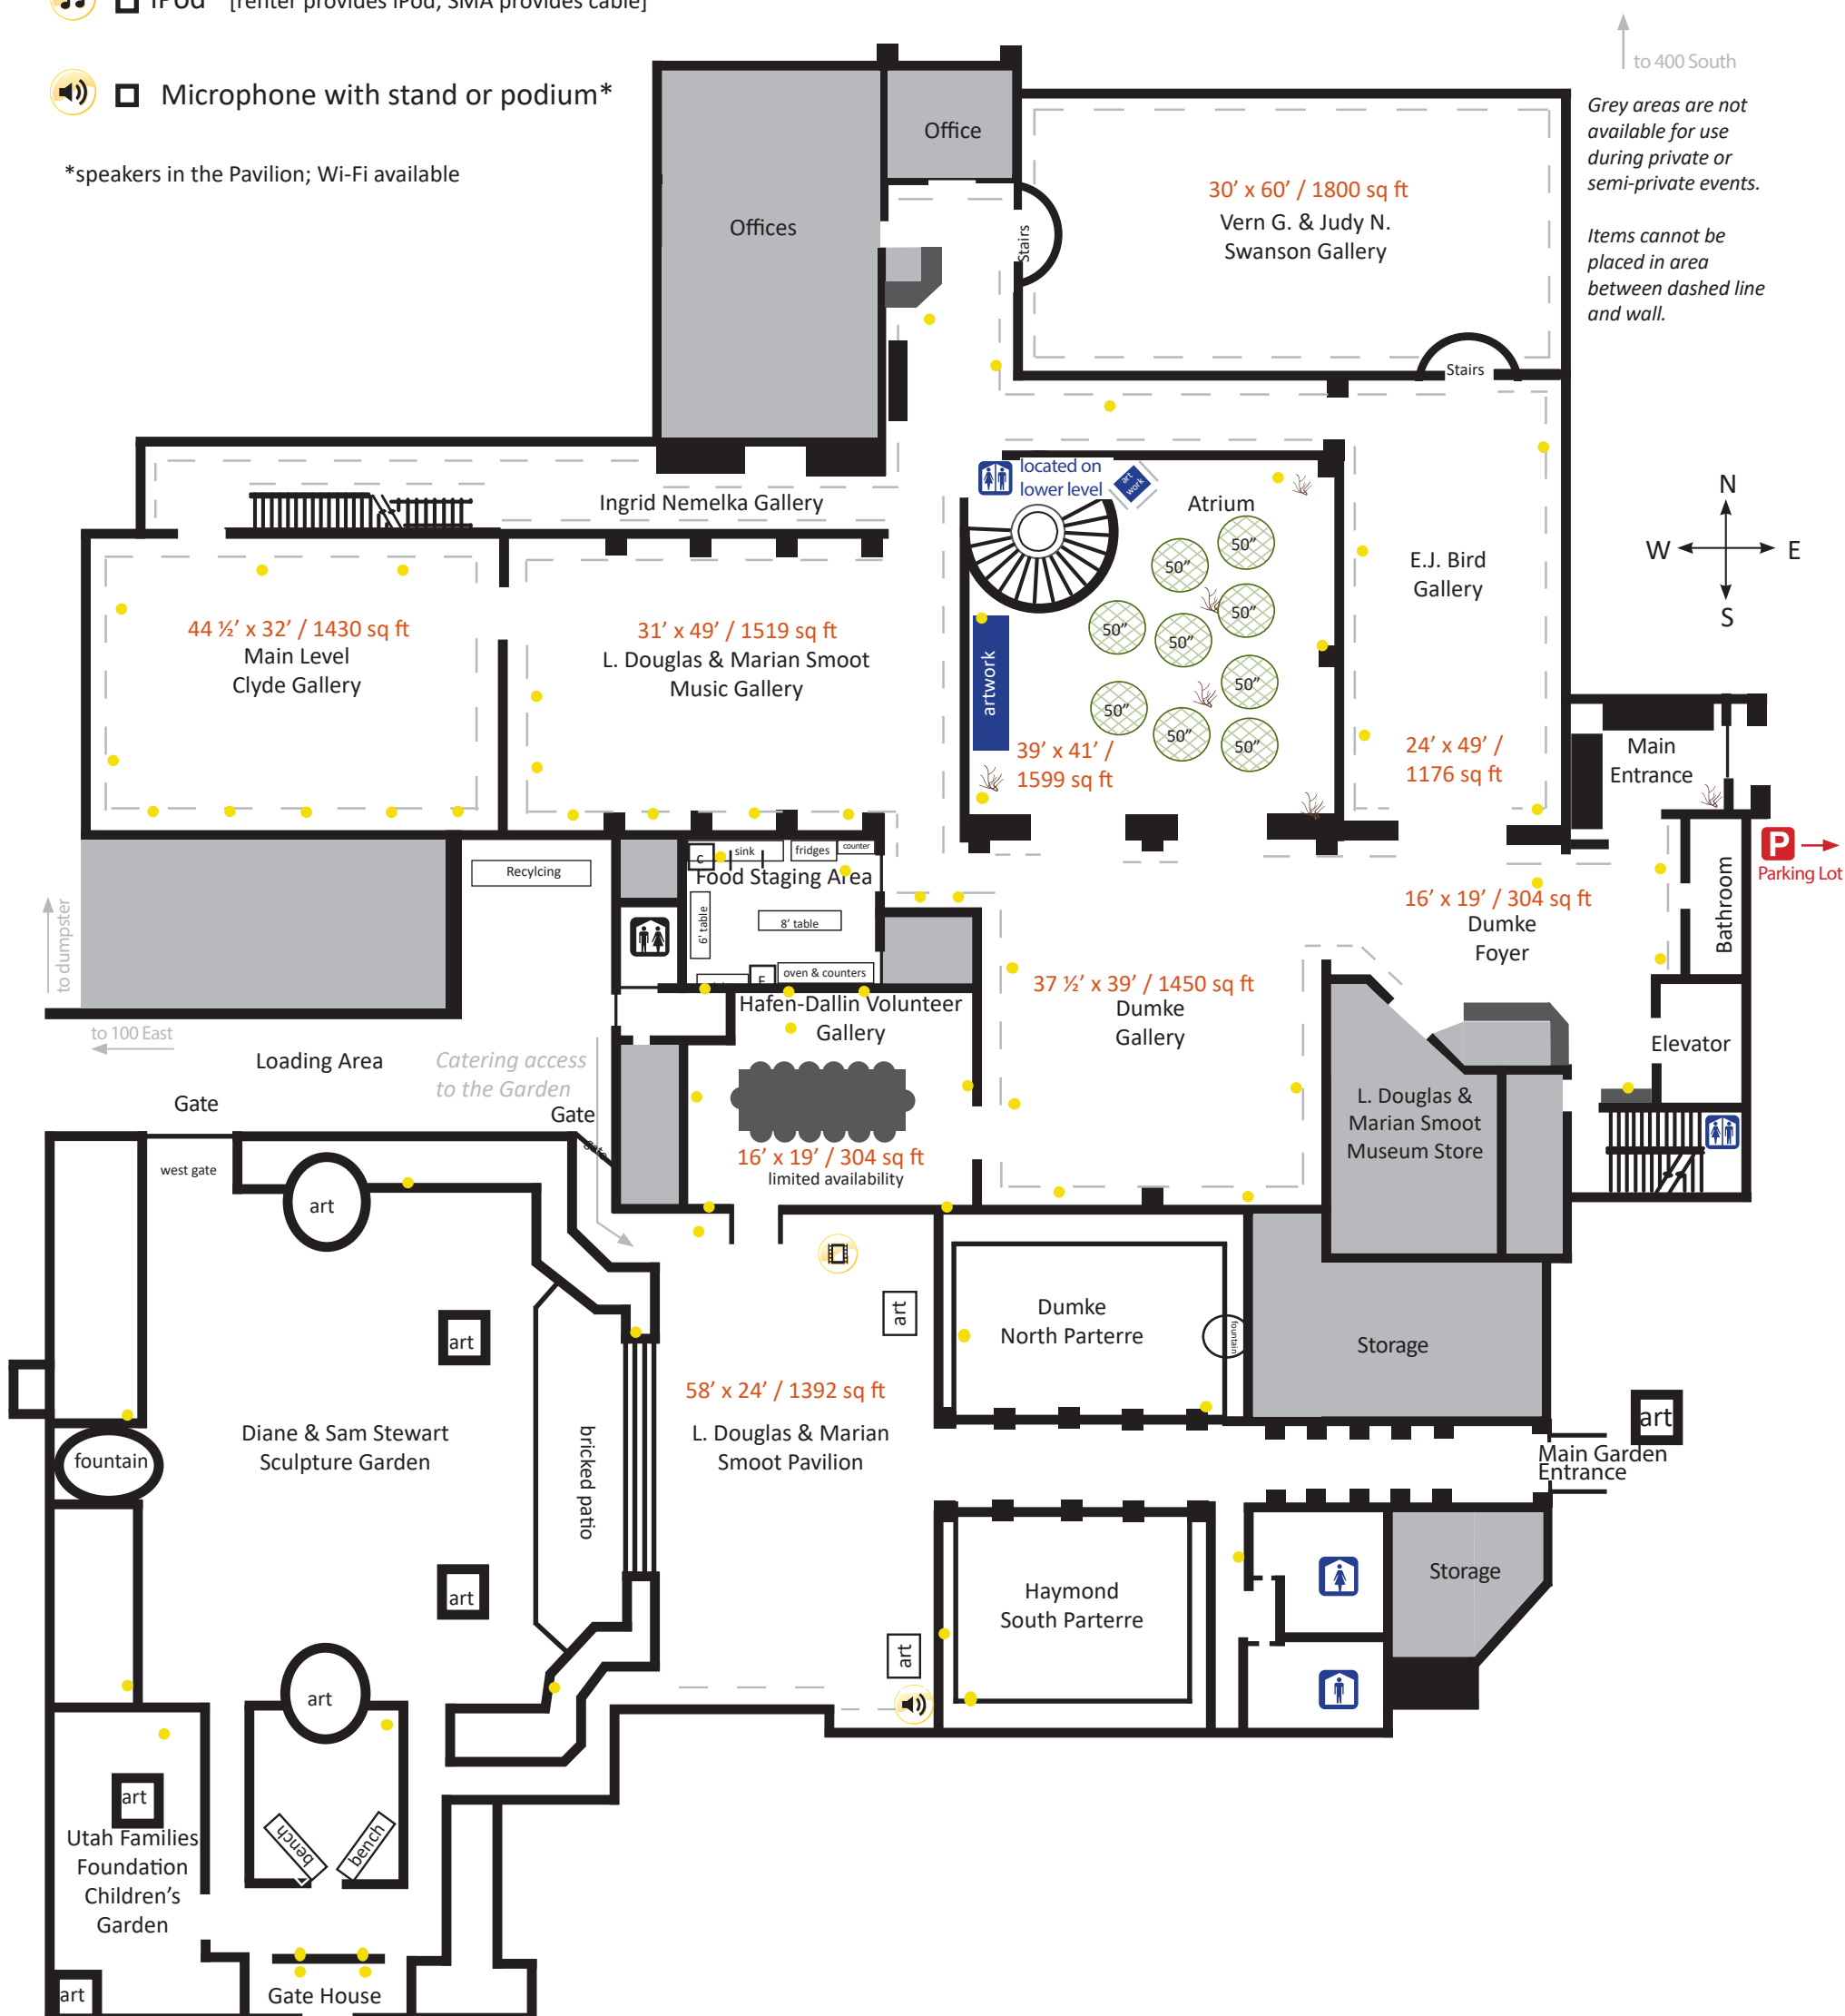 iPod [renter provides iPod, SMA provides cable]
to 400 South
Microphone with stand or podium*
*speakers in the Pavilion; Wi-Fi available
Grey areas are not
available for use
during private or
semi-private events.
Items cannot be
placed in area
between dashed line
and wall.
Office
Offices
30’ x 60’ / 1800 sq ft
Vern G. & Judy N.
Swanson Gallery
Stairs
Stairs
Ingrid Nemelka Gallery
located on
lower level
art
work
Atrium
N
W
E
S
E.J. Bird
Gallery
50”
50”
50”
50”
50”
50”
50”
50”
50”
44 ½’ x 32’ / 1430 sq ft
Main Level
Clyde Gallery
31’ x 49’ / 1519 sq ft
L. Douglas & Marian Smoot
Music Gallery
artwork
39’ x 41’ /
1599 sq ft
24’ x 49’ /
1176 sq ft
Main
Entrance
P
Parking Lot
Bathroom
Recylcing
C
sink
fridges
counter
Food Staging Area
6’ table
8’ table
oven & counters
to dumpster
to 100 East
16’ x 19’ / 304 sq ft
Dumke
Foyer
Elevator
37 ½’ x 39’ / 1450 sq ft
Dumke
Gallery
Hafen-Dallin Volunteer
Gallery
16’ x 19’ / 304 sq ft
limited availability
Loading Area
Catering access
to the Garden
Gate
Gate
gate
west gate
L. Douglas &
Marian Smoot
Museum Store
art
art
art
art
art
Dumke
North Parterre
fountain
Storage
58’ x 24’ / 1392 sq ft
L. Douglas & Marian
Smoot Pavilion
Diane & Sam Stewart
Sculpture Garden
fountain
bricked patio
art
Main Garden
Entrance
Haymond
South Parterre
Storage
art
art
Utah Families
Foundation
Children’s
Garden
bench
bench
art
Gate House